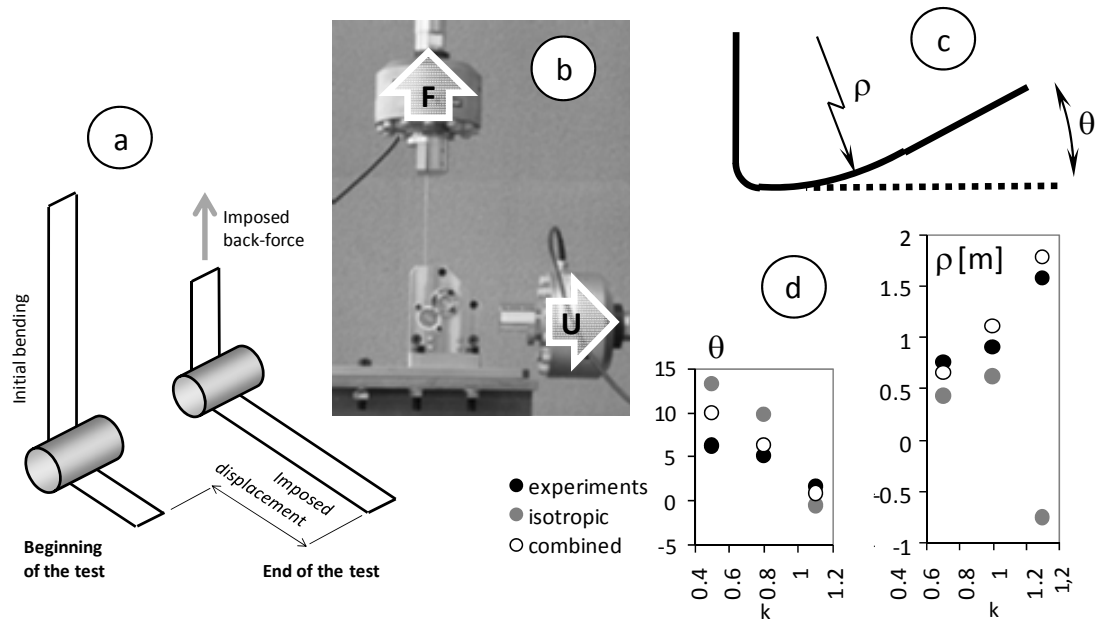 a
Initial bending
Imposed
back-force
Imposed
displacement
Beginning
of the test
End of the test
b
F
U
c
ρ
θ
d
θ
15
10
5
0
-5
0.4
0.6
0.8
1
1.2
k
experiments
isotropic
combined
ρ [m]
2
1.5
1
0.5
0
-0.5
-1
0.4
0.6
0.8
1
1.2
1,2
k